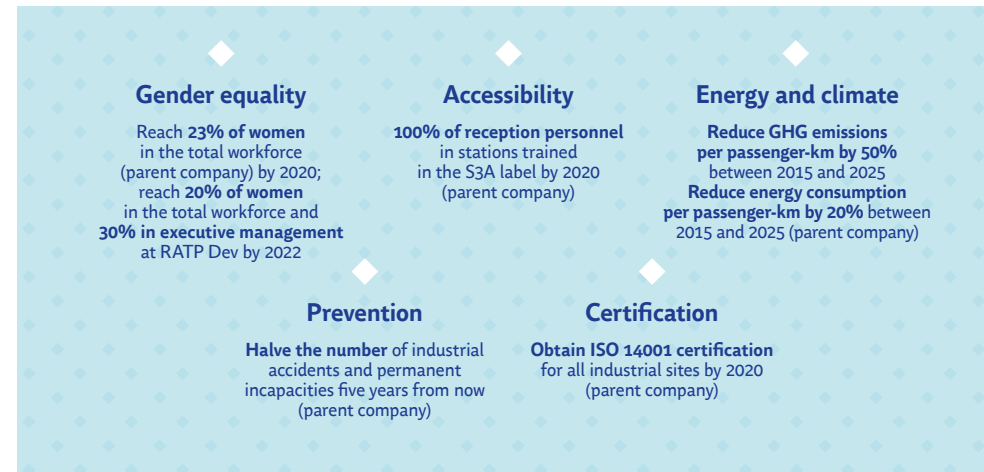 Gender equality
Reach 23% of women
in the total workforce
(parent company) by 2020;
reach 20% of women
in the total workforce and
30% in executive management
at RATP Dev by 2022
Accessibility
100% of reception personnel
in stations trained
in the S3A label by 2020
(parent company)
Energy and climate
Reduce GHG emissions
per passenger-km by 50%
between 2015 and 2025
Reduce energy consumption
per passenger-km by 20% between
2015 and 2025 (parent company)
Prevention
Halve the number of industrial
accidents and permanent
incapacities five years from now
(parent company)
Certification
Obtain ISO 14001 certification
for all industrial sites by 2020
(parent company)